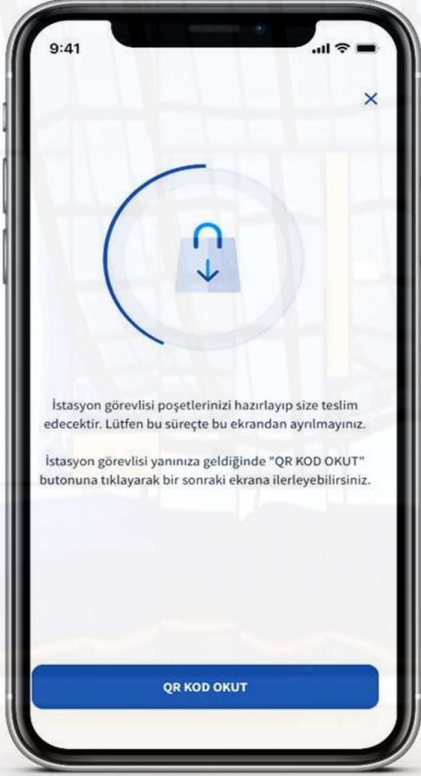 9:41
İstasyon görevlisi poşetlerinizi hazırlayıp size teslim
edecektir. Lütfen bu süreçte bu ekrandan ayrılmayınız.
İstasyon görevlisi yanınıza geldiğinde "QR KOD OKUT"
butonuna tıklayarak bir sonraki ekrana ilerleyebilirsiniz.
QR KOD OKUT